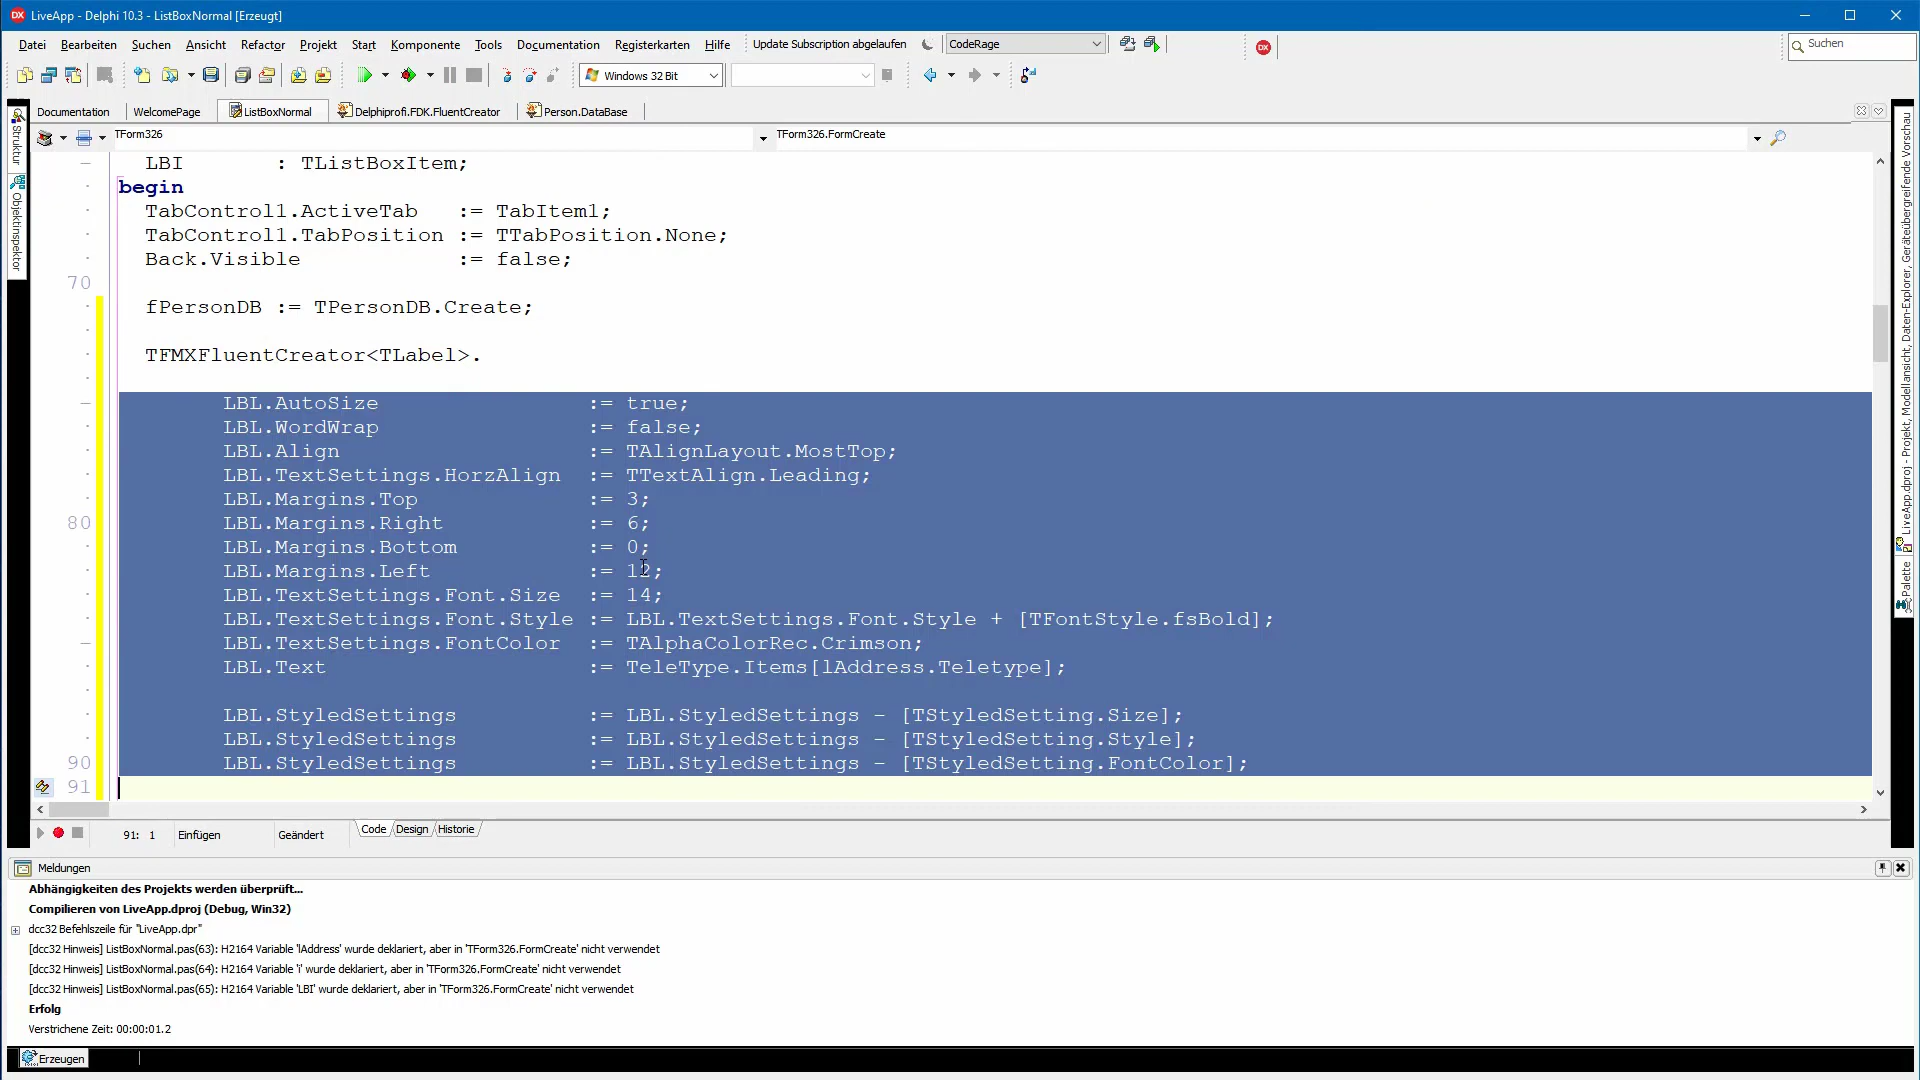 LiveApp - Delphi 10.3 - ListBoxNormal [Erzeugt]
Datei Bearbeiten Suchen Ansicht Refactor Projekt Start Komponente Tools Documentation Registerkarten Hilfe Update Subscription abgelaufen CodeRage Suchen
Windows 32 Bit
Documentation WelcomePage ListBoxNormal Delphiprofi.FDK.FluentCreator Person.DataBase
TForm326 TForm326.FormCreate
Struktur
Objektinspektor
LBI : TListBoxItem;
begin
TabControl1.ActiveTab := TabItem1;
TabControl1.TabPosition := TTabPosition.None;
Back.Visible := false;
70
fPersonDB := TPersonDB.Create;
TFMXFluentCreator<TLabel>.
LBL.AutoSize := true;
LBL.WordWrap := false;
LBL.Align := TAlignLayout.MostTop;
LBL.TextSettings.HorzAlign := TTextAlign.Leading;
LBL.Margins.Top := 3;
80 LBL.Margins.Right := 6;
LBL.Margins.Bottom := 0;
LBL.Margins.Left := 12;
LBL.TextSettings.Font.Size := 14;
LBL.TextSettings.Font.Style := LBL.TextSettings.Font.Style + [TFontStyle.fsBold];
LBL.TextSettings.FontColor := TAlphaColorRec.Crimson;
LBL.Text := TeleType.Items[lAddress.Teletype];
LBL.StyledSettings := LBL.StyledSettings - [TStyledSetting.Size];
LBL.StyledSettings := LBL.StyledSettings - [TStyledSetting.Style];
90 LBL.StyledSettings := LBL.StyledSettings - [TStyledSetting.FontColor];
91
LiveApp.dproj - Projekt, Modellansicht, Daten-Explorer, Geräteübergreifende Vorschau
Palette
91: 1 Einfügen Geändert Code Design Historie
Meldungen
Abhängigkeiten des Projekts werden überprüft...
Compilieren von LiveApp.dproj (Debug, Win32)
dcc32 Befehlszeile für "LiveApp.dpr"
[dcc32 Hinweis] ListBoxNormal.pas(63): H2164 Variable 'lAddress' wurde deklariert, aber in 'TForm326.FormCreate' nicht verwendet
[dcc32 Hinweis] ListBoxNormal.pas(64): H2164 Variable 'i' wurde deklariert, aber in 'TForm326.FormCreate' nicht verwendet
[dcc32 Hinweis] ListBoxNormal.pas(65): H2164 Variable 'LBI' wurde deklariert, aber in 'TForm326.FormCreate' nicht verwendet
Erfolg
Verstrichene Zeit: 00:00:01.2
Erzeugen